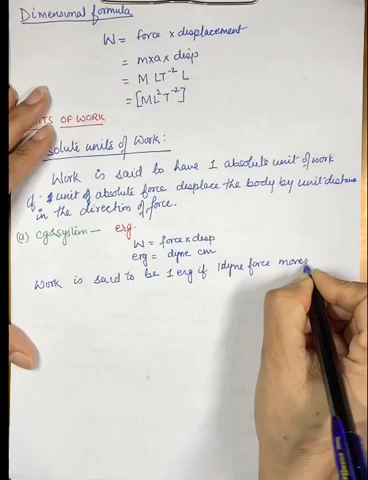 Dimensional formula
W = force × displacement
= m×a × disp
= M LT⁻² L
= [ML²T⁻²]
ITS OF WORK
solute units of Work:
Work is said to have 1 absolute unit of work
if 1 unit of absolute force displace the body by unit distance
in the direction of force.
(a) cgs system — erg.
W = force × disp
erg = dyne cm
Work is said to be 1 erg if 1 dyne force moves